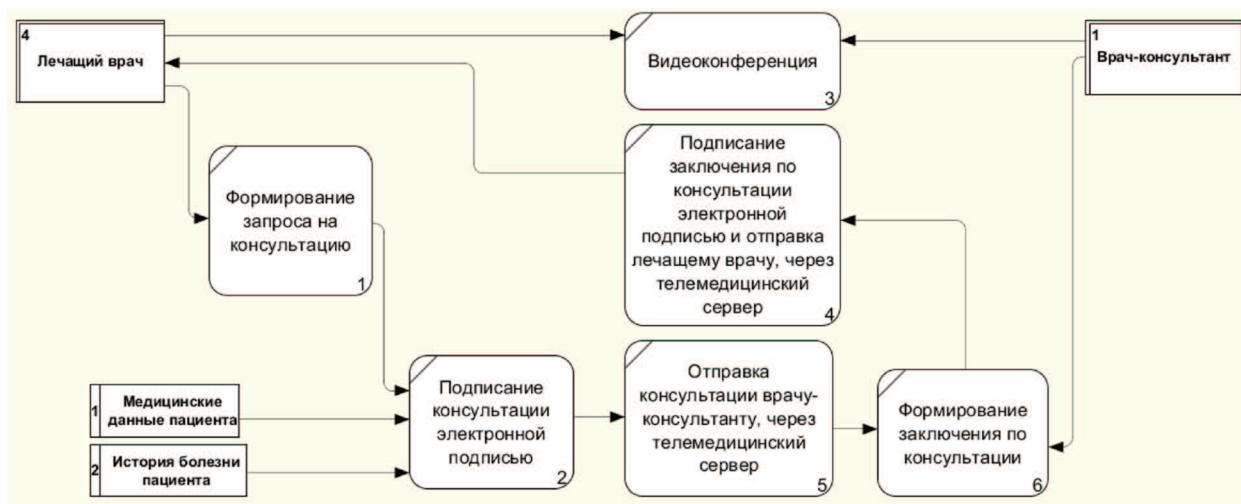 4
Лечащий врач
Видеоконференция
3
1
Врач-консультант
Формирование
запроса на
консультацию
1
Подписание
заключения по
консультации
электронной
подписью и отправка
лечащему врачу, через
телемедицинский
сервер
4
1
Медицинские
данные пациента
2
История болезни
пациента
Подписание
консультации
электронной
подписью
2
Отправка
консультации врачу-
консультанту, через
телемедицинский
сервер
5
Формирование
заключения по
консультации
6